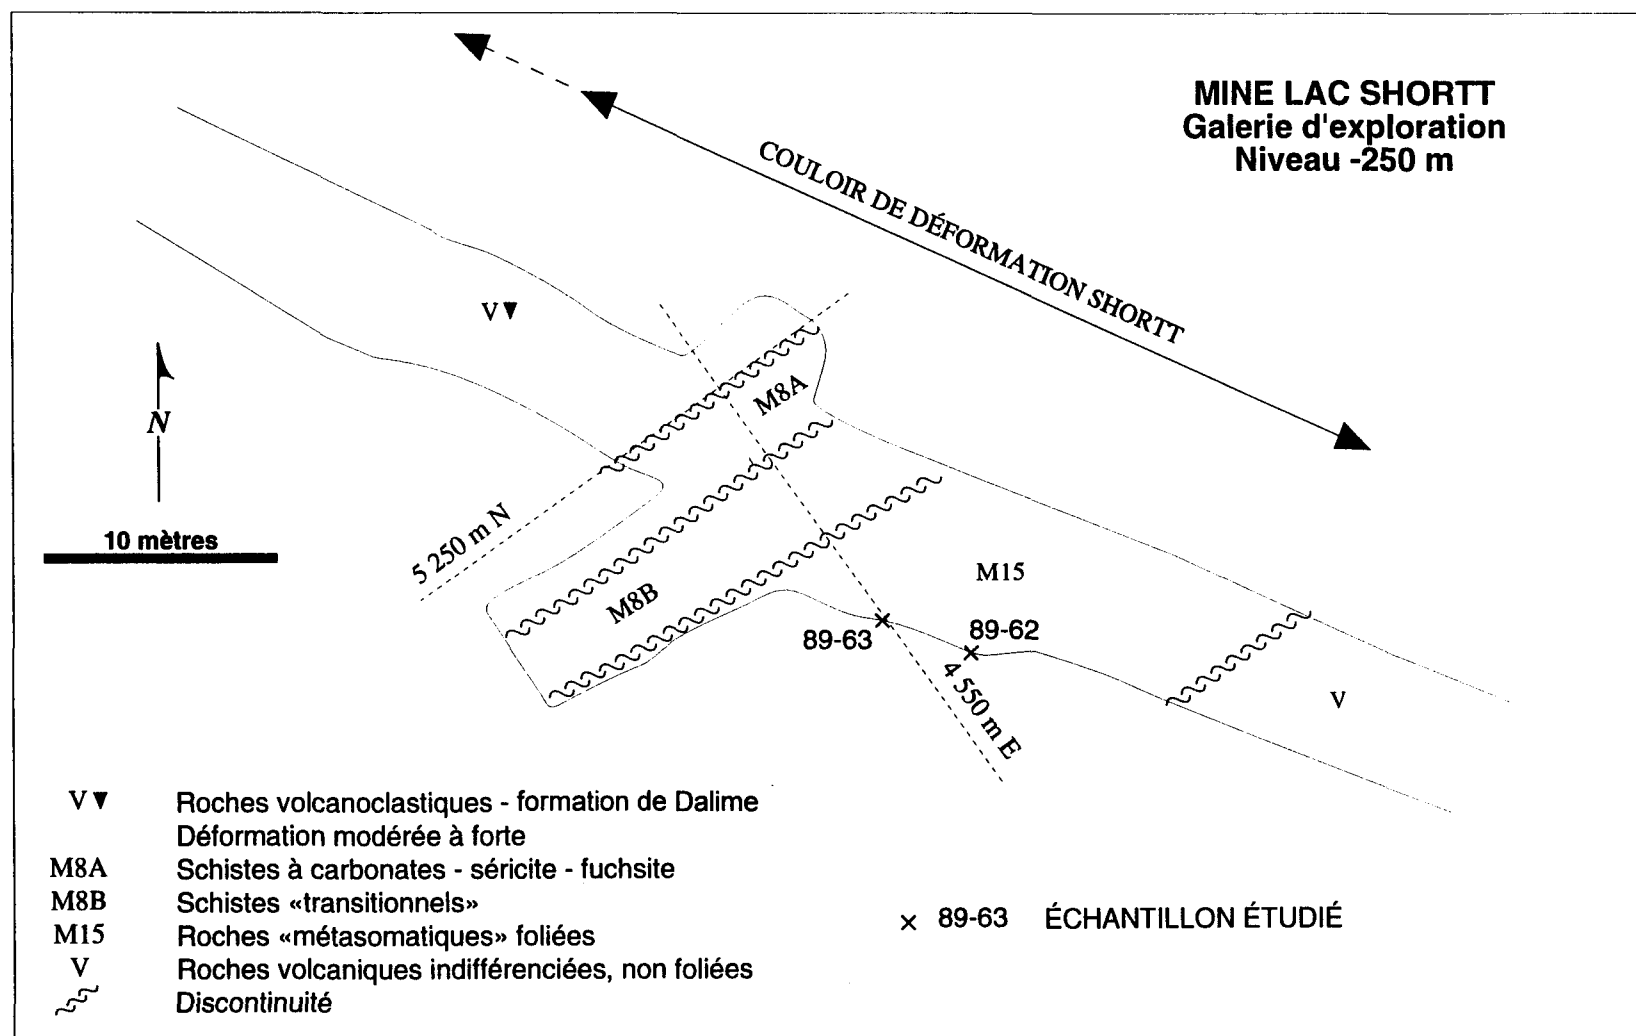 MINE LAC SHORTT
Galerie d'exploration
Niveau -250 m
COULOIR DE DÉFORMATION SHORTT
V▼
M8A
N
10 mètres
5 250 m N
M8B
M15
89-63
89-62
4 550 m E
V
V ▼ Roches volcanoclastiques - formation de Dalime
Déformation modérée à forte
M8A Schistes à carbonates - séricite - fuchsite
M8B Schistes «transitionnels»
M15 Roches «métasomatiques» foliées
V Roches volcaniques indifférenciées, non foliées
Discontinuité
× 89-63 ÉCHANTILLON ÉTUDIÉ